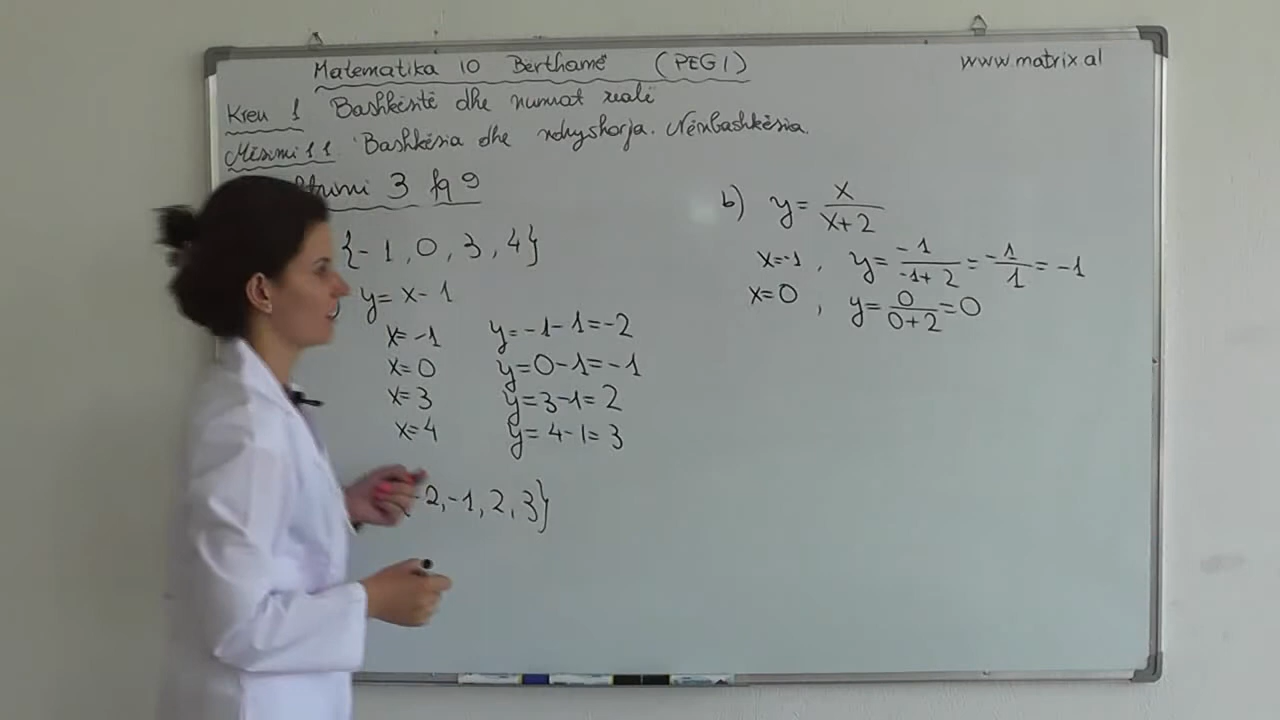 Matematika 10 Berthamë (PEGI)
www.matrix.al
Kreu 1 Bashkësitë dhe numrat realë
Mësimi 1.1. Bashkësia dhe ndryshorja. Nënbashkësia.
3 fq 9
{-1, 0, 3, 4}
y = x - 1
x = -1 y = -1 - 1 = -2
x = 0 y = 0 - 1 = -1
x = 3 y = 3 - 1 = 2
x = 4 y = 4 - 1 = 3
{-2, -1, 2, 3}
b) y = x/(x+2)
x = -1, y = -1/(-1+2) = -1/1 = -1
x = 0, y = 0/(0+2) = 0